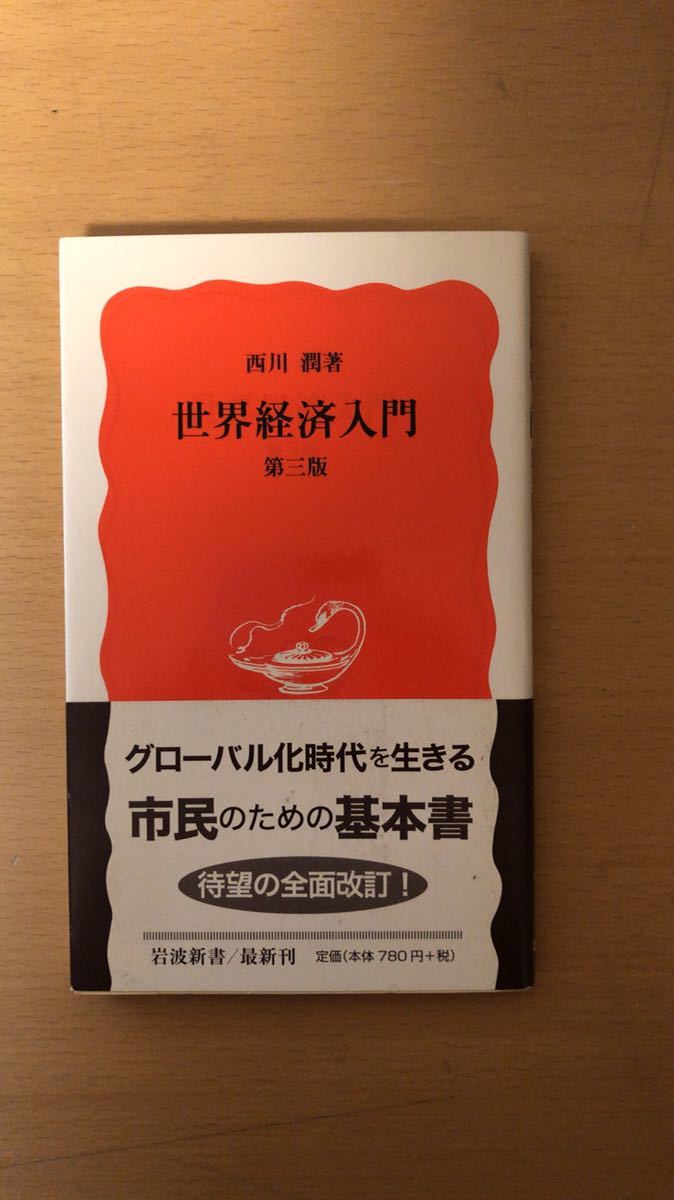 西川 潤著
世界経済入門
第三版
グローバル化時代を生きる
市民のための基本書
待望の全面改訂！
岩波新書/最新刊 定価(本体 780円+税)